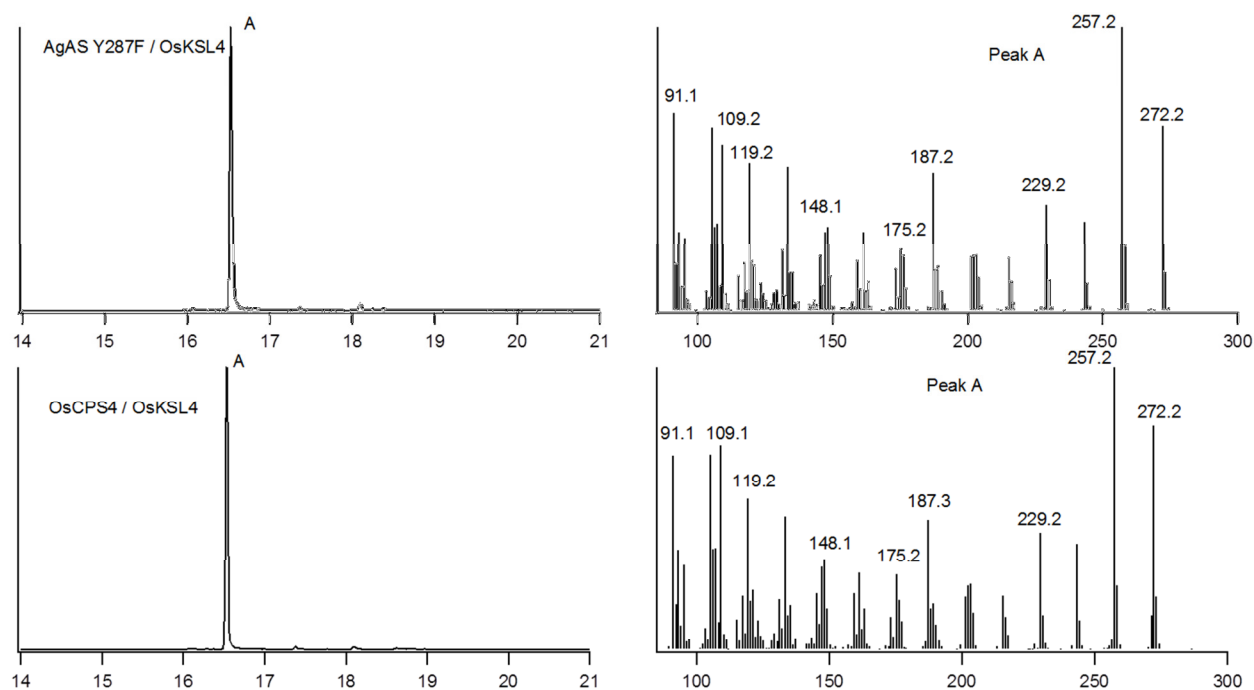 A
AgAS Y287F / OsKSL4
14 15 16 17 18 19 20 21
257.2
Peak A
91.1
109.2
272.2
119.2
187.2
229.2
148.1
175.2
100 150 200 250 300
A
OsCPS4 / OsKSL4
14 15 16 17 18 19 20 21
257.2
Peak A
272.2
91.1 109.1
119.2
187.3
229.2
148.1
175.2
100 150 200 250 300